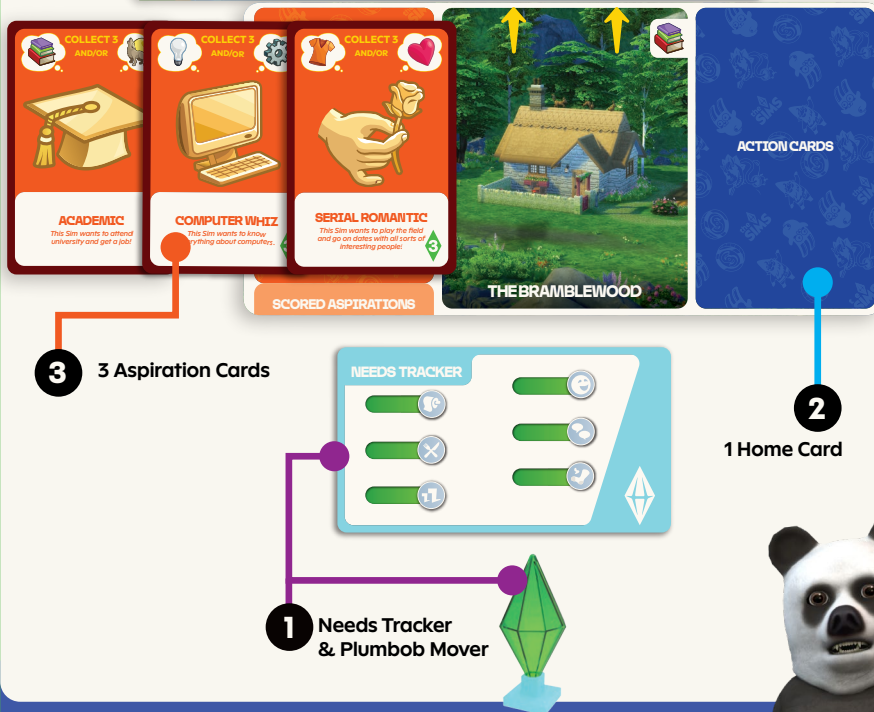 COLLECT 3
AND/OR
ACADEMIC
This Sim wants to attend
university and get a job!
COLLECT 3
AND/OR
COMPUTER WHIZ
This Sim wants to know
everything about computers.
COLLECT 3
AND/OR
SERIAL ROMANTIC
This Sim wants to play the field
and go on dates with all sorts of
interesting people!
3
SCORED ASPIRATIONS
THE BRAMBLEWOOD
ACTION CARDS
3
3 Aspiration Cards
NEEDS TRACKER
2
1 Home Card
1
Needs Tracker
& Plumbob Mover